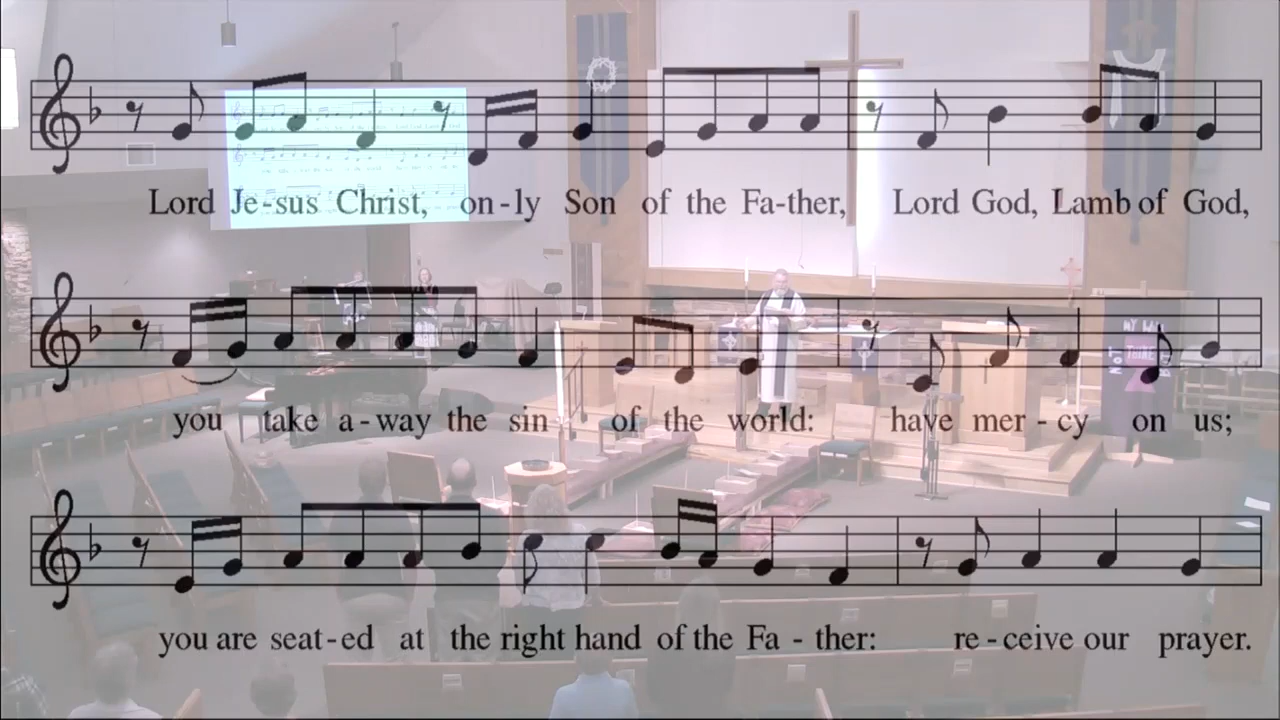 Lord Je-sus Christ, on-ly Son of the Fa-ther, Lord God, Lamb of God,
you take a-way the sin of the world: have mer-cy on us;
you are seat-ed at the right hand of the Fa-ther: re-ceive our prayer.